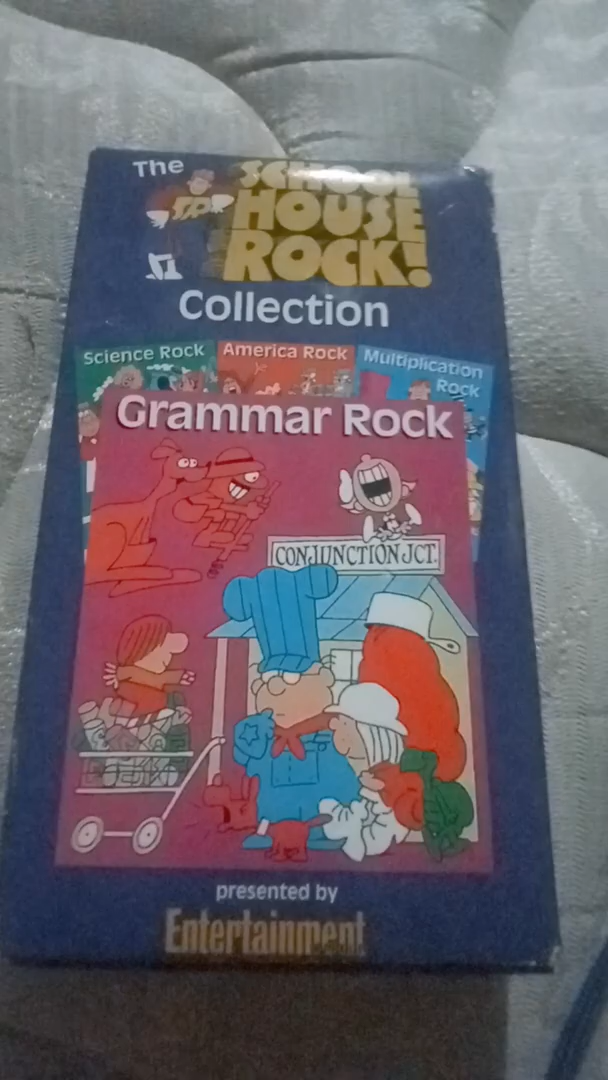 The
SCHOOL
HOUSE
ROCK!
Collection
Science Rock
America Rock
Multiplication
Rock
Grammar Rock
CONJUNCTION JCT.
presented by
Entertainment